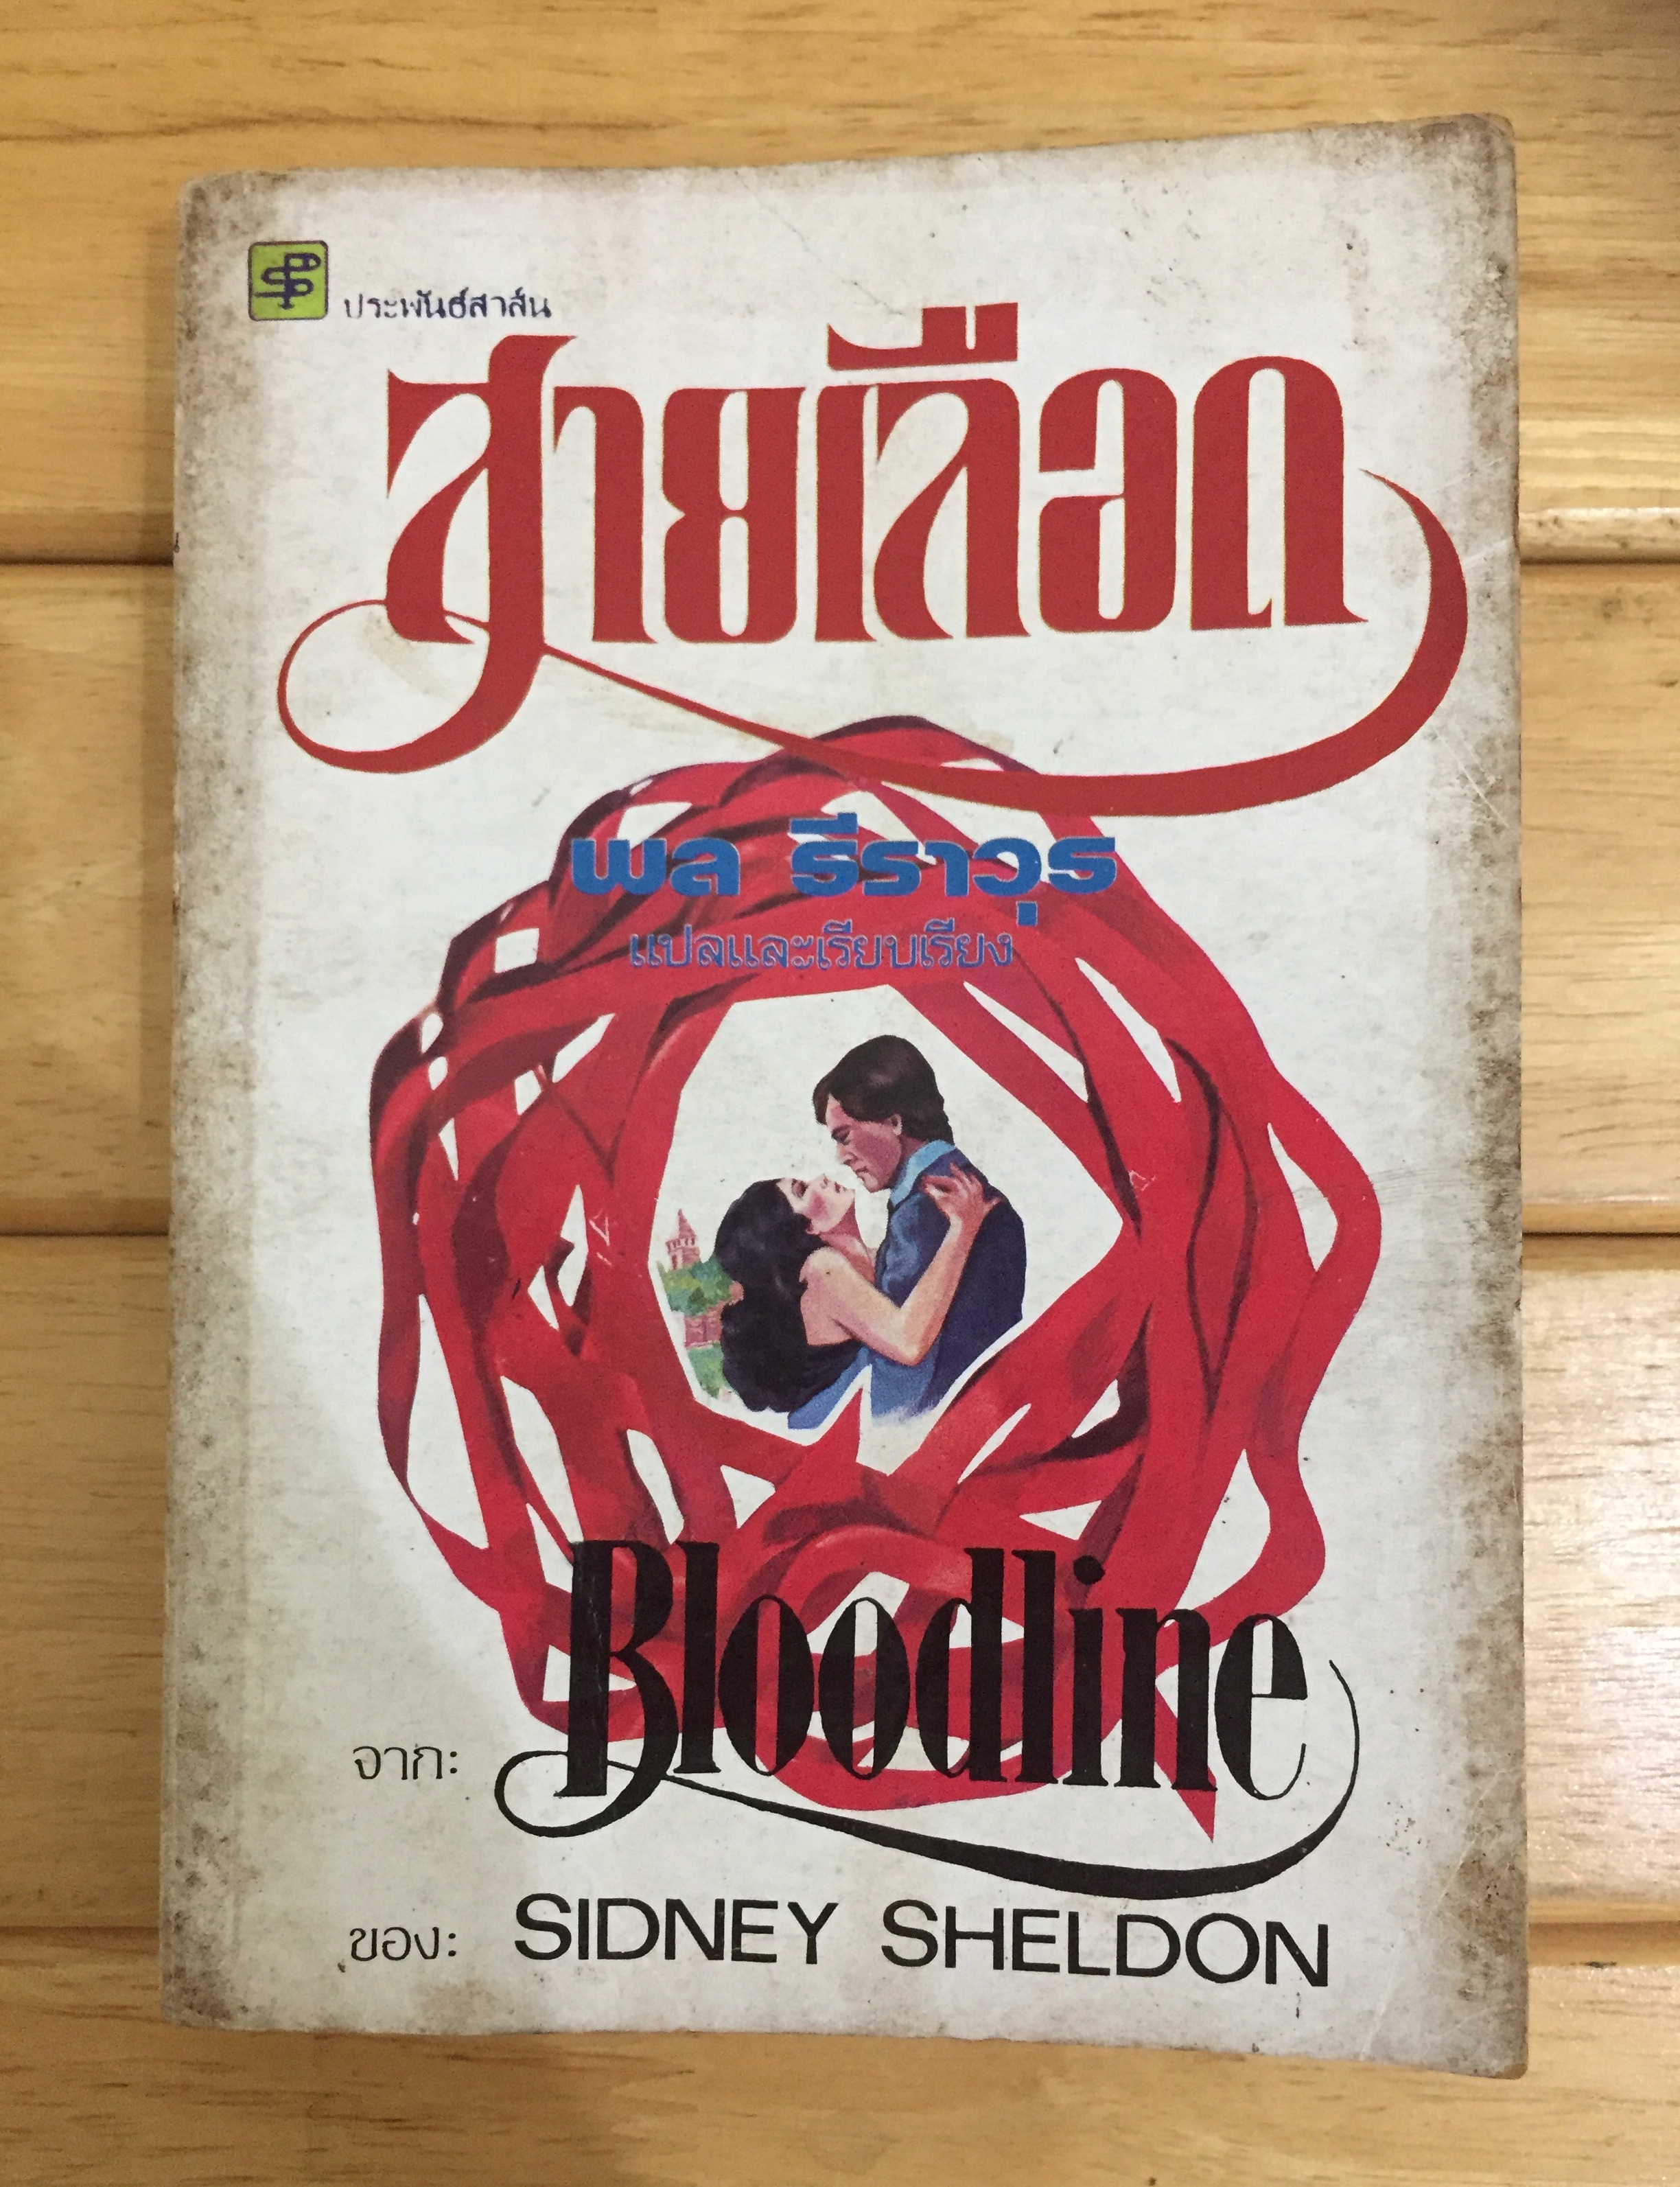 ประพันธ์สาส์น
สายเลือด
พล ธีราวุธ
แปลและเรียบเรียง
จาก: Bloodline
ของ: SIDNEY SHELDON